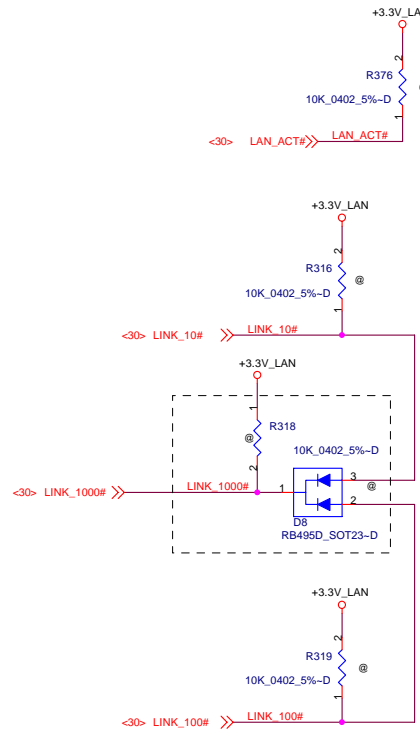 +3.3V_LA
2
R376
@
10K_0402_5%~D
1
<30> LAN_ACT# LAN_ACT#
+3.3V_LAN
2
R316
@
10K_0402_5%~D
1
<30> LINK_10# LINK_10#
+3.3V_LAN
1
R318
@
10K_0402_5%~D
2
<30> LINK_1000# LINK_1000# 1 3
@
2
D8
RB495D_SOT23~D
+3.3V_LAN
2
R319
@
10K_0402_5%~D
1
<30> LINK_100# LINK_100#